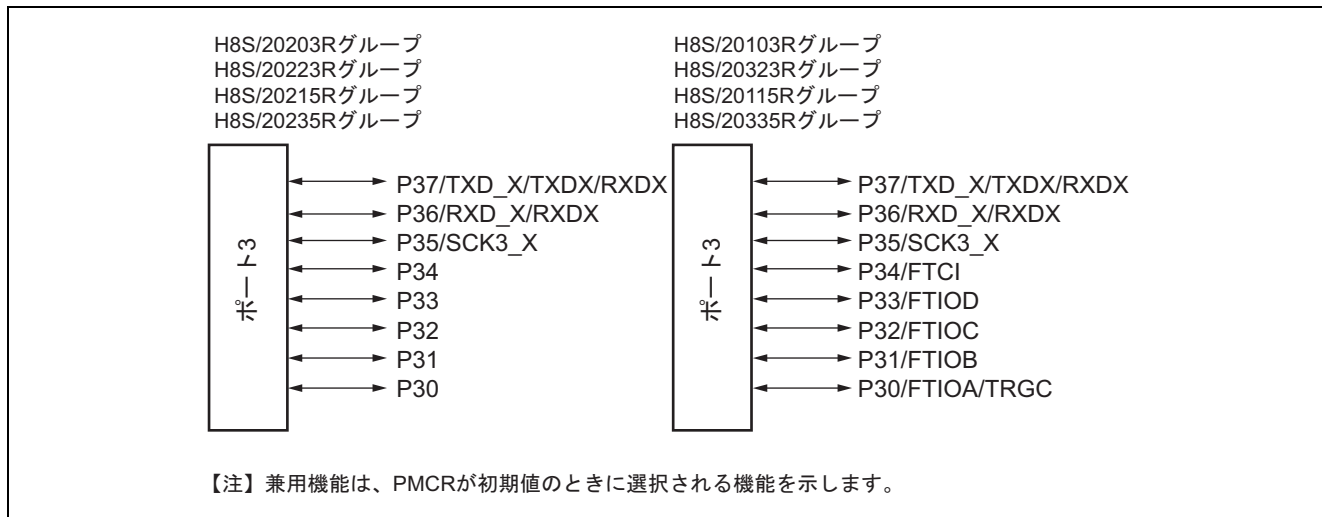 H8S/20203Rグループ
H8S/20223Rグループ
H8S/20215Rグループ
H8S/20235Rグループ
ポート3
P37/TXD_X/TXDX/RXDX
P36/RXD_X/RXDX
P35/SCK3_X
P34
P33
P32
P31
P30
H8S/20103Rグループ
H8S/20323Rグループ
H8S/20115Rグループ
H8S/20335Rグループ
ポート3
P37/TXD_X/TXDX/RXDX
P36/RXD_X/RXDX
P35/SCK3_X
P34/FTCI
P33/FTIOD
P32/FTIOC
P31/FTIOB
P30/FTIOA/TRGC
【注】兼用機能は、PMCRが初期値のときに選択される機能を示します。